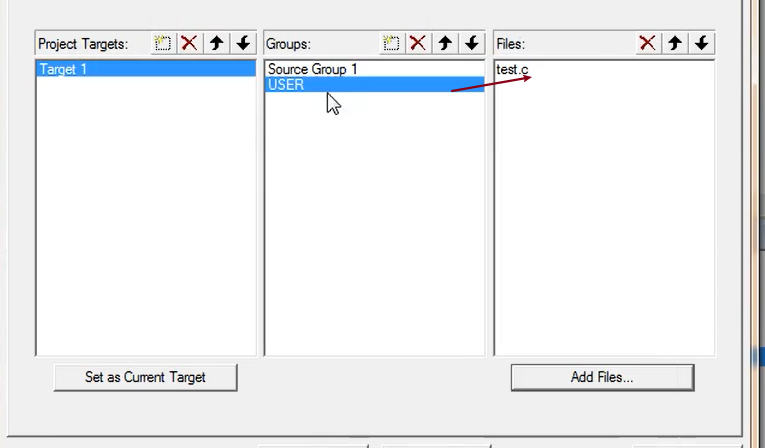 Project Targets:
Groups:
Files:
Target 1
Source Group 1
USER
test.c
Set as Current Target
Add Files...